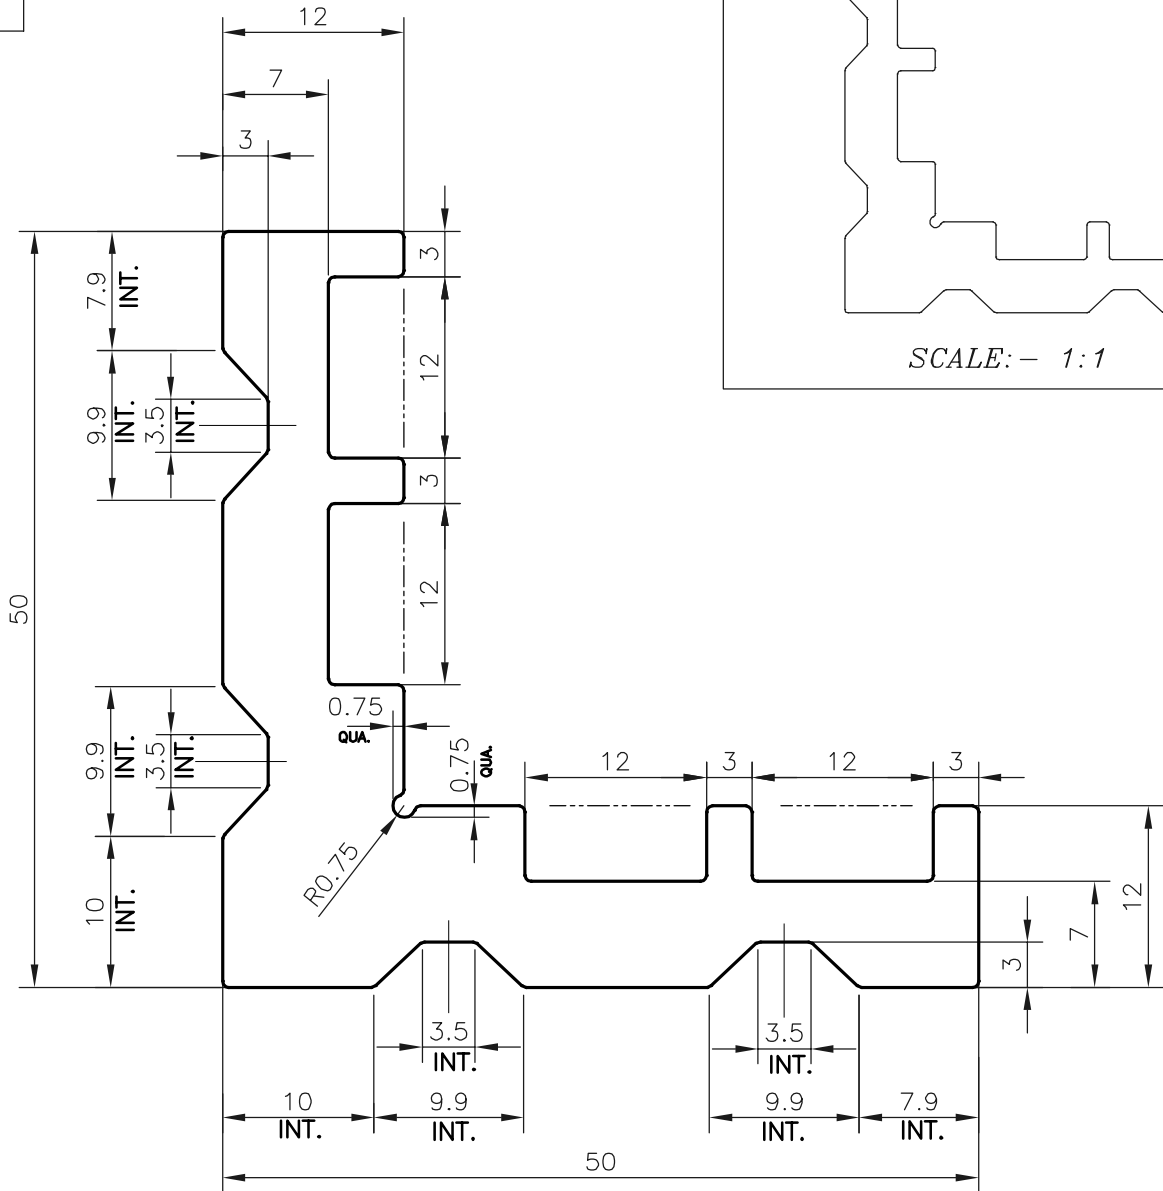 12
7
3
3
7.9
INT.
SCALE:- 1:1
12
9.9
INT.
3.5
INT.
3
12
50
0.75
QUA.
0.75
QUA.
9.9
INT.
3.5
INT.
12
3
12
3
R0.75
10
INT.
12
7
3
3.5
INT.
3.5
INT.
10
INT.
9.9
INT.
9.9
INT.
7.9
INT.
50